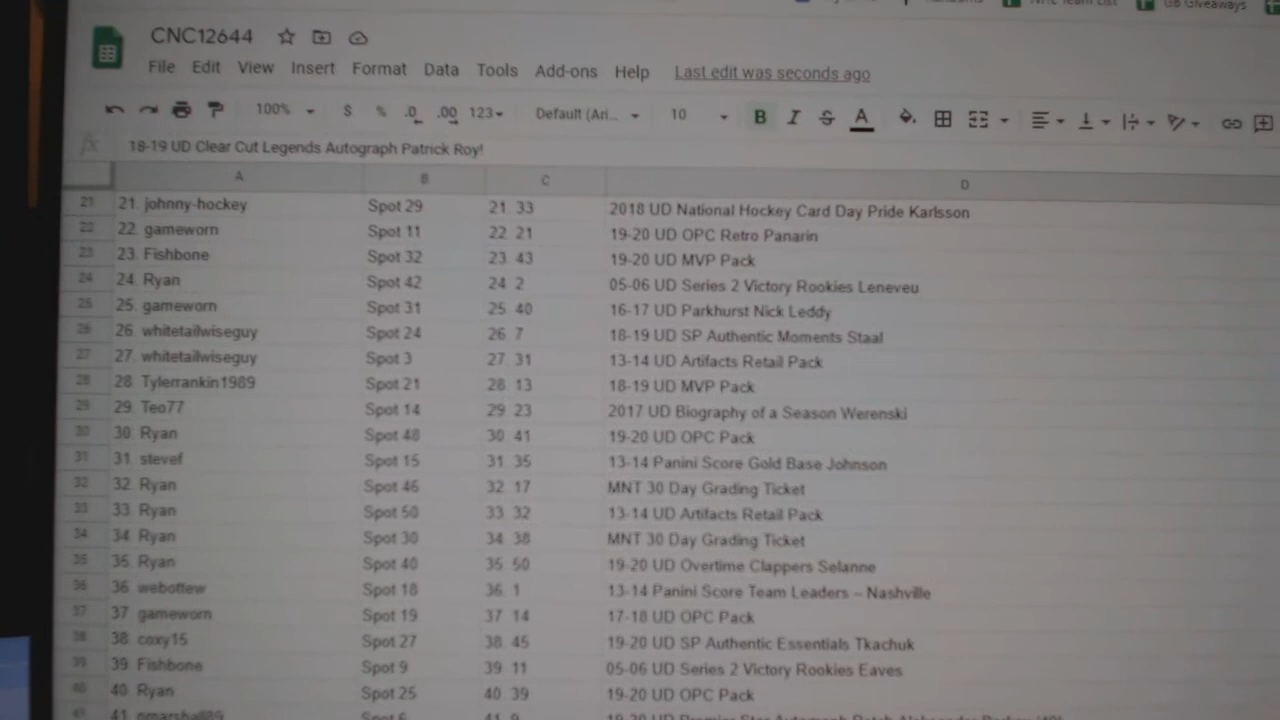 NHL Team List GB Giveaways
CNC12644
File Edit View Insert Format Data Tools Add-ons Help Last edit was seconds ago
100% $ % .0 .00 123 Default (Ari... 10 B I S A
fx 18-19 UD Clear Cut Legends Autograph Patrick Roy!
A B C D
21 21. johnny-hockey Spot 29 21. 33 2018 UD National Hockey Card Day Pride Karlsson
22 22. gameworn Spot 11 22 21 19-20 UD OPC Retro Panarin
23 23. Fishbone Spot 32 23 43 19-20 UD MVP Pack
24 24. Ryan Spot 42 24 2 05-06 UD Series 2 Victory Rookies Leneveu
25 25. gameworn Spot 31 25 40 16-17 UD Parkhurst Nick Leddy
26 26. whitetailwiseguy Spot 24 26. 7 18-19 UD SP Authentic Moments Staal
27 27. whitetailwiseguy Spot 3 27 31 13-14 UD Artifacts Retail Pack
28 28. Tylerrankin1989 Spot 21 28. 13 18-19 UD MVP Pack
29 29. Teo77 Spot 14 29 23 2017 UD Biography of a Season Werenski
30 30. Ryan Spot 48 30 41 19-20 UD OPC Pack
31 31. stevef Spot 15 31 35 13-14 Panini Score Gold Base Johnson
32 32. Ryan Spot 46 32 17 MNT 30 Day Grading Ticket
33 33. Ryan Spot 50 33 32 13-14 UD Artifacts Retail Pack
34 34 Ryan Spot 30 34 38 MNT 30 Day Grading Ticket
35 35. Ryan Spot 40 35 50 19-20 UD Overtime Clappers Selanne
36 36 webottew Spot 18 36. 1 13-14 Panini Score Team Leaders – Nashville
37 37 gameworn Spot 19 37 14 17-18 UD OPC Pack
38 38. coxy15 Spot 27 38 45 19-20 UD SP Authentic Essentials Tkachuk
39 39 Fishbone Spot 9 39 11 05-06 UD Series 2 Victory Rookies Eaves
40 40. Ryan Spot 25 40 39 19-20 UD OPC Pack
41 Spot 6 41 9